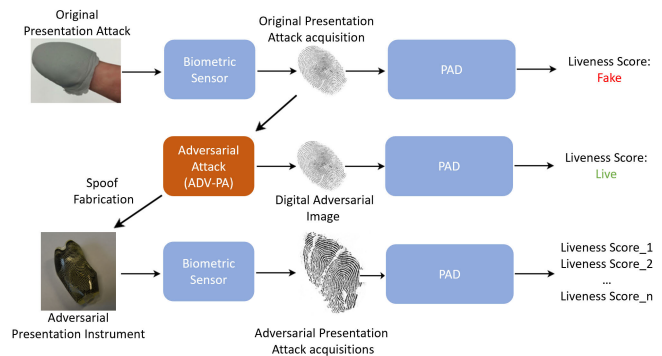 Original
Presentation Attack
Original Presentation
Attack acquisition
Biometric
Sensor
PAD
Liveness Score:
Fake
Adversarial
Attack
(ADV-PA)
PAD
Liveness Score:
Live
Spoof
Fabrication
Digital Adversarial
Image
Biometric
Sensor
PAD
Liveness Score_1
Liveness Score_2
...
Liveness Score_n
Adversarial
Presentation Instrument
Adversarial Presentation
Attack acquisitions